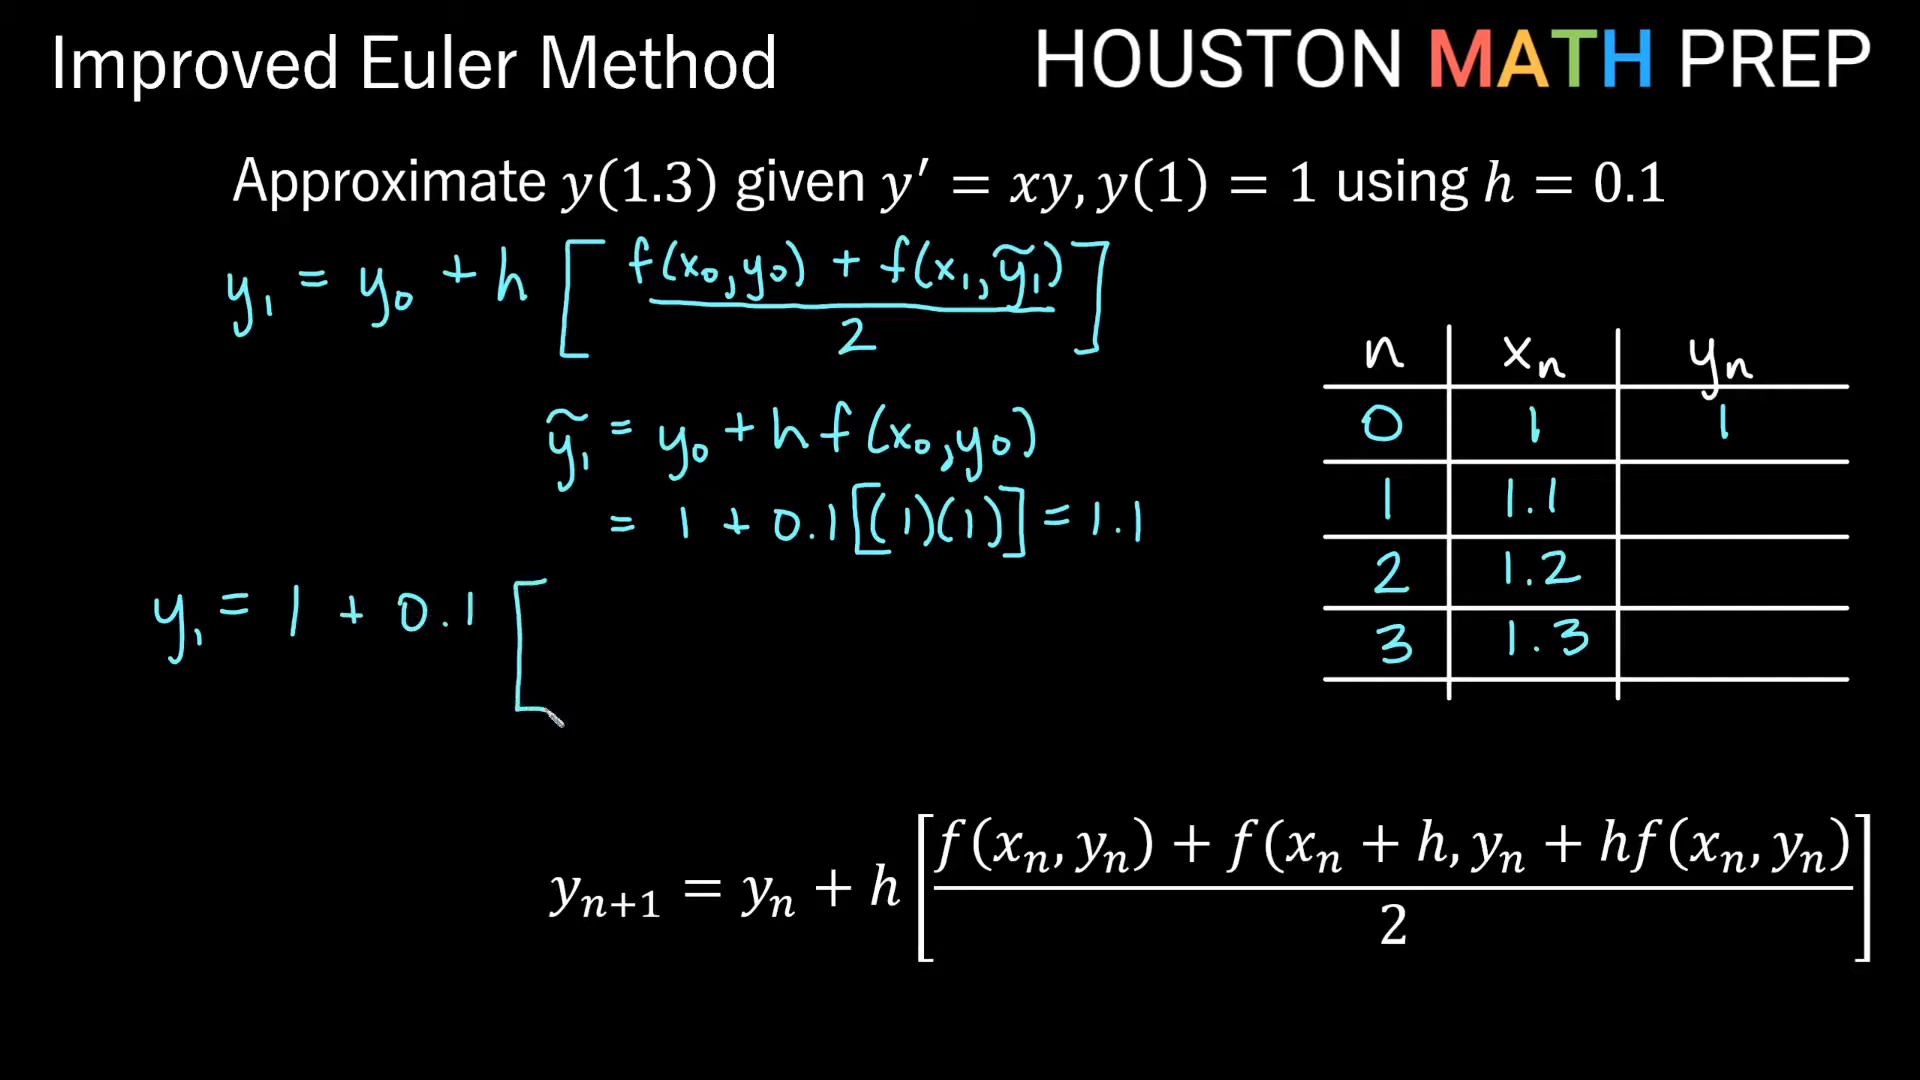 Improved Euler Method
HOUSTON MATH PREP
Approximate y(1.3) given y′ = xy, y(1) = 1 using h = 0.1
y₁ = y₀ + h [ f(x₀,y₀) + f(x₁,ỹ₁) / 2 ]
ỹ₁ = y₀ + h f(x₀,y₀)
= 1 + 0.1[(1)(1)] = 1.1
y₁ = 1 + 0.1 [
n xₙ yₙ
0 1 1
1 1.1
2 1.2
3 1.3
yₙ₊₁ = yₙ + h [ f(xₙ, yₙ) + f(xₙ + h, yₙ + hf(xₙ, yₙ) / 2 ]